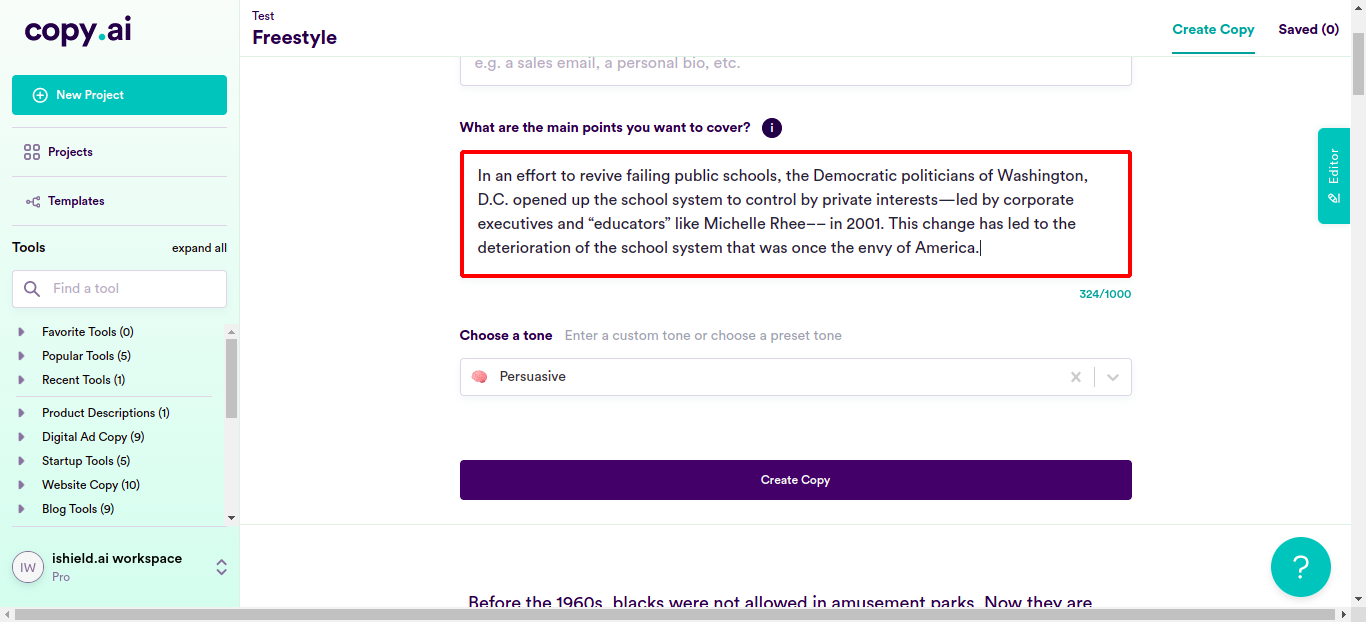 copy.ai
New Project
Projects
Templates
Tools
expand all
Find a tool
Favorite Tools (0)
Popular Tools (5)
Recent Tools (1)
Product Descriptions (1)
Digital Ad Copy (9)
Startup Tools (5)
Website Copy (10)
Blog Tools (9)
IW
ishield.ai workspace
Pro
Test
Freestyle
Create Copy
Saved (0)
e.g. a sales email, a personal bio, etc.
What are the main points you want to cover?
i
In an effort to revive failing public schools, the Democratic politicians of Washington,
D.C. opened up the school system to control by private interests—led by corporate
executives and “educators” like Michelle Rhee–– in 2001. This change has led to the
deterioration of the school system that was once the envy of America.
324/1000
Choose a tone
Enter a custom tone or choose a preset tone
Persuasive
Create Copy
Before the 1960s, blacks were not allowed in amusement parks. Now they are
Editor
?